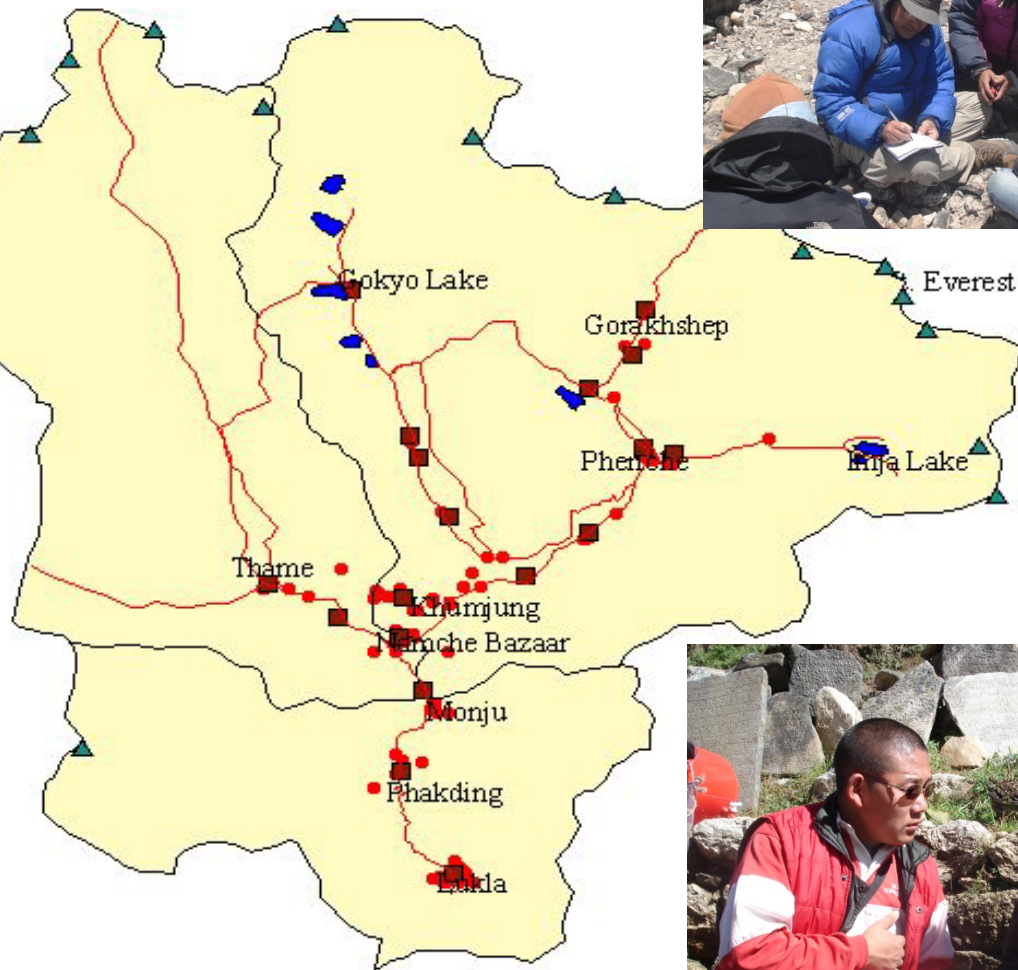 Gokyo Lake
. Everest
Gorakhshep
Pheriche
Imja Lake
Thame
Khumjung
Namche Bazaar
Monju
Phakding
Lukla